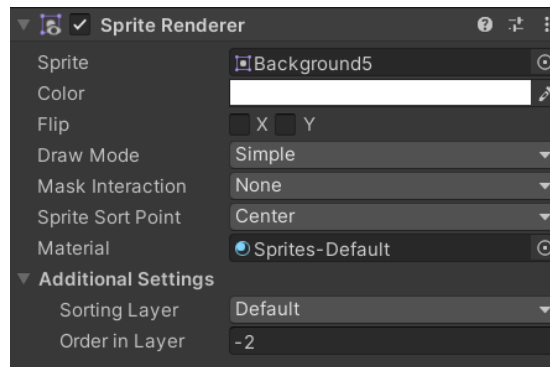 Sprite Renderer
Sprite Background5
Color
Flip X Y
Draw Mode Simple
Mask Interaction None
Sprite Sort Point Center
Material Sprites-Default
Additional Settings
Sorting Layer Default
Order in Layer -2